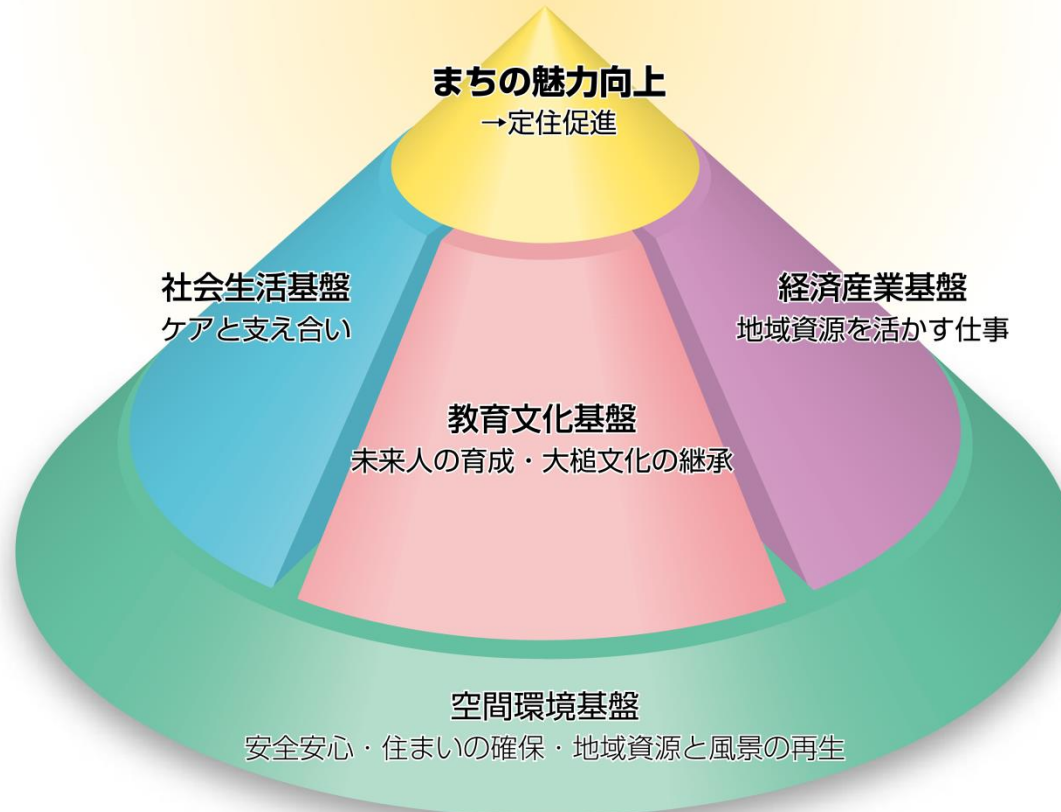 まちの魅力向上
→定住促進
社会生活基盤
ケアと支え合い
経済産業基盤
地域資源を活かす仕事
教育文化基盤
未来人の育成・大槌文化の継承
空間環境基盤
安全安心・住まいの確保・地域資源と風景の再生